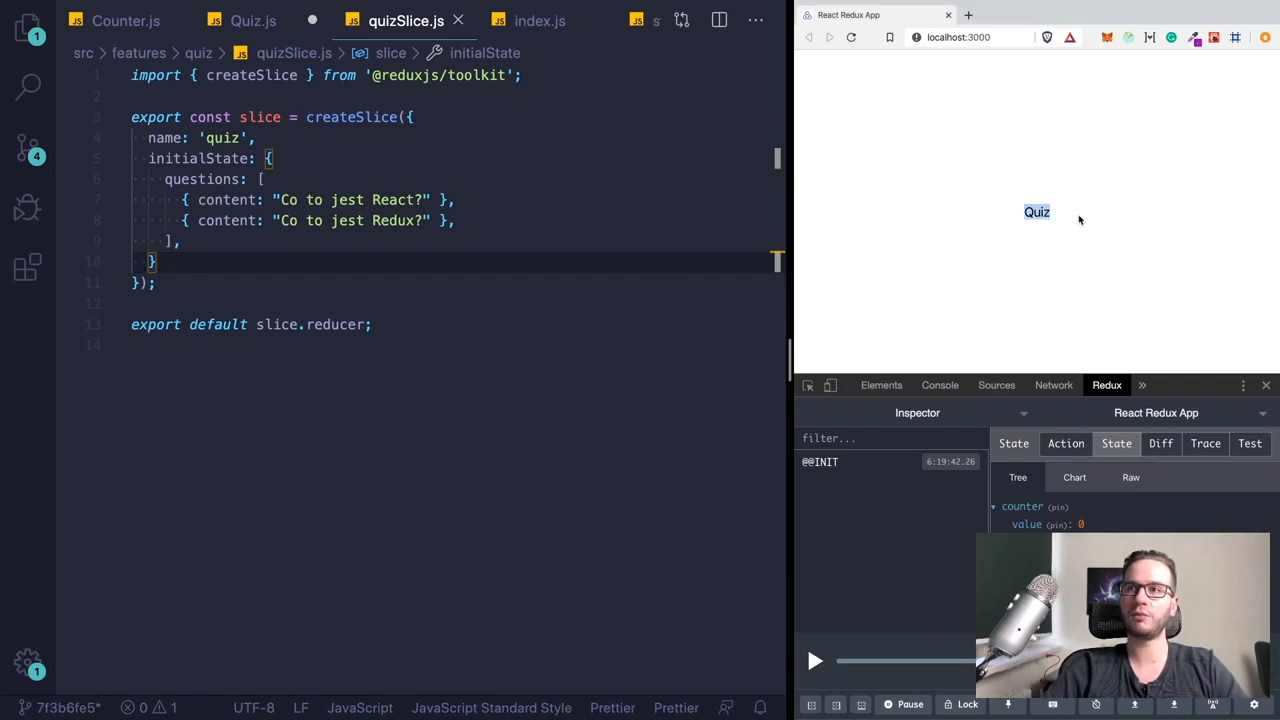 Counter.js
Quiz.js
quizSlice.js
index.js
src features quiz quizSlice.js slice initialState
1 import { createSlice } from '@reduxjs/toolkit';
2
3 export const slice = createSlice({
4 name: 'quiz',
5 initialState: {
6 questions: [
7 { content: "Co to jest React?" },
8 { content: "Co to jest Redux?" },
9 ],
10 }
11 });
12
13 export default slice.reducer;
14
1
4
1
7f3b6fe5* 0 1 UTF-8 LF JavaScript JavaScript Standard Style Prettier Prettier
React Redux App
localhost:3000
Quiz
Elements Console Sources Network Redux
Inspector React Redux App
filter...
@@INIT 6:19:42.26
State Action State Diff Trace Test
Tree Chart Raw
counter (pin)
value (pin): 0
Pause Lock